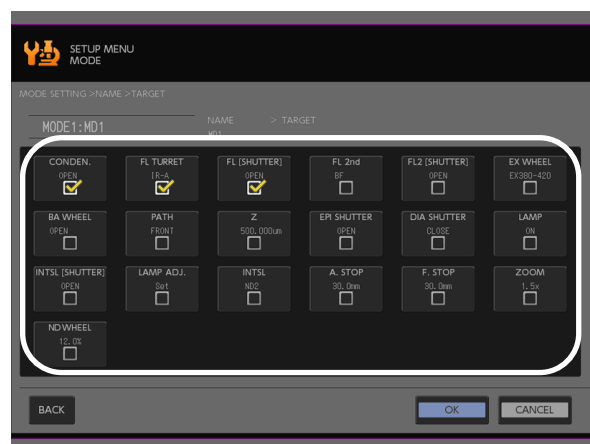 SETUP MENU
MODE
MODE SETTING >NAME >TARGET
MODE1:MD1
NAME > TARGET
MD1
CONDEN. FL TURRET FL [SHUTTER] FL 2nd FL2 [SHUTTER] EX WHEEL
OPEN IR-A OPEN BF OPEN EX380-420
BA WHEEL PATH Z EPI SHUTTER DIA SHUTTER LAMP
OPEN FRONT 500.000um OPEN CLOSE ON
INTSL [SHUTTER] LAMP ADJ. INTSL A. STOP F. STOP ZOOM
OPEN Set ND2 30.0mm 30.0mm 1.5x
ND WHEEL
12.0%
BACK OK CANCEL